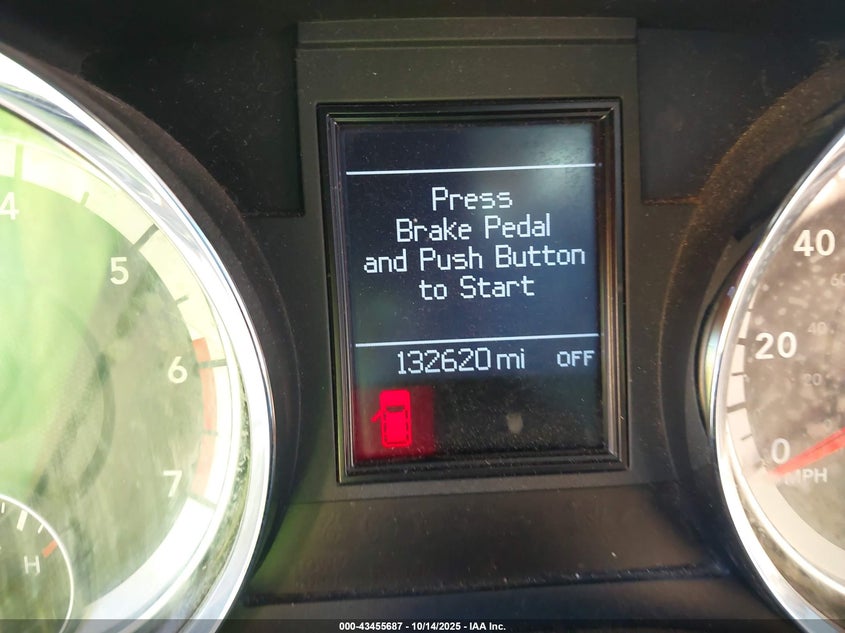 Press
Brake Pedal
and Push Button
to Start
132620 mi OFF
4
5
6
7
H
40
20
0
MPH
000-43455687 - 10/14/2025 - IAA Inc.